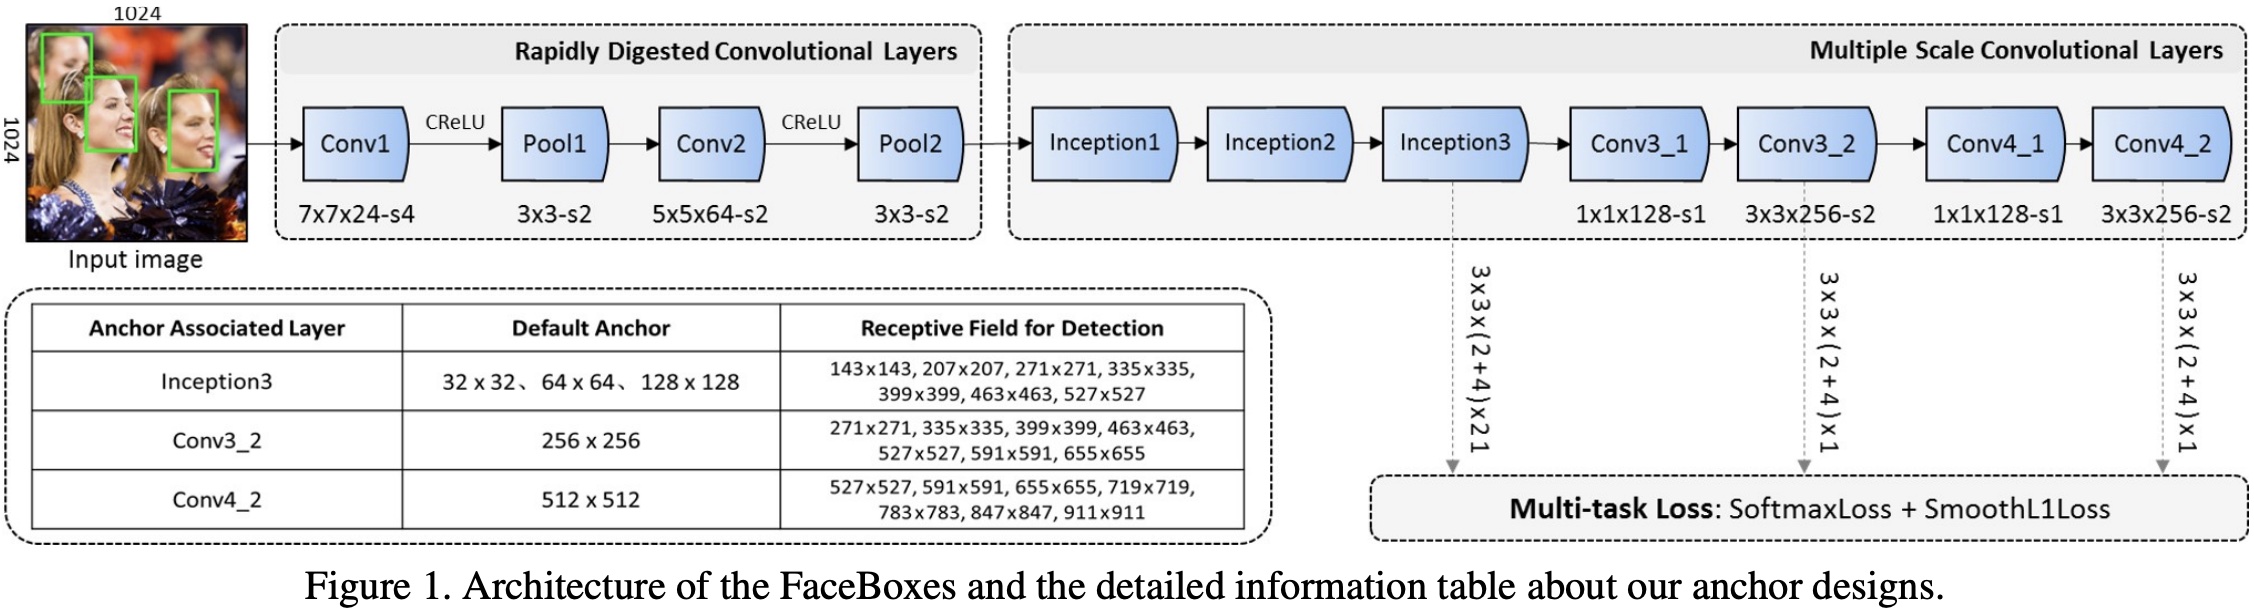 1024
1024
Input image
Rapidly Digested Convolutional Layers
Conv1
CReLU
Pool1
Conv2
CReLU
Pool2
7x7x24-s4
3x3-s2
5x5x64-s2
3x3-s2
Multiple Scale Convolutional Layers
Inception1
Inception2
Inception3
Conv3_1
Conv3_2
Conv4_1
Conv4_2
1x1x128-s1
3x3x256-s2
1x1x128-s1
3x3x256-s2
3x3x(2+4)x21
3x3x(2+4)x1
3x3x(2+4)x1
Anchor Associated Layer
Default Anchor
Receptive Field for Detection
Inception3
32 x 32、64 x 64、128 x 128
143x143, 207x207, 271x271, 335x335,
399x399, 463x463, 527x527
Conv3_2
256 x 256
271x271, 335x335, 399x399, 463x463,
527x527, 591x591, 655x655
Conv4_2
512 x 512
527x527, 591x591, 655x655, 719x719,
783x783, 847x847, 911x911
Multi-task Loss: SoftmaxLoss + SmoothL1Loss
Figure 1. Architecture of the FaceBoxes and the detailed information table about our anchor designs.